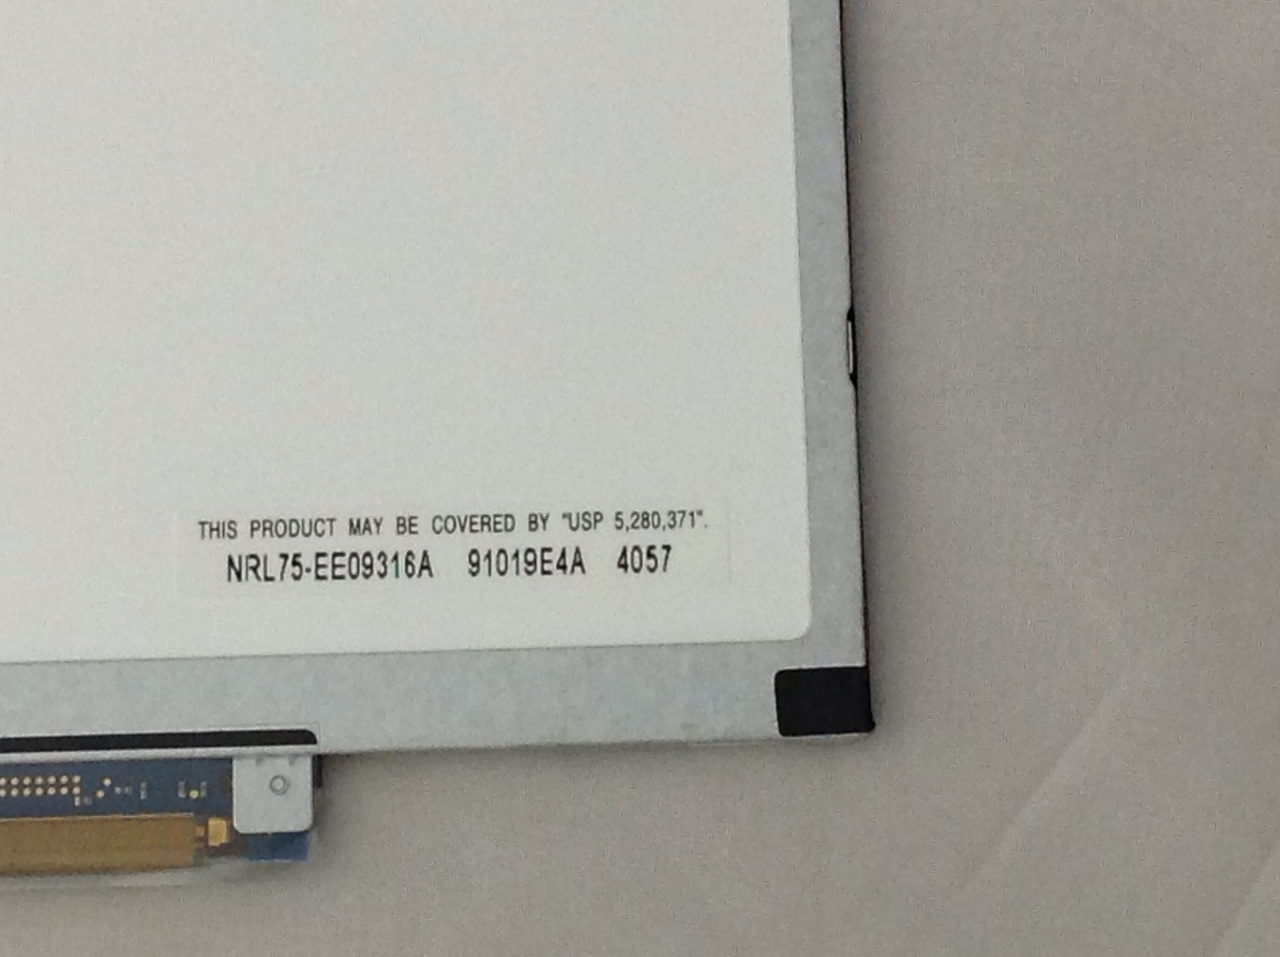 THIS PRODUCT MAY BE COVERED BY "USP 5,280,371".
NRL75-EE09316A 91019E4A 4057